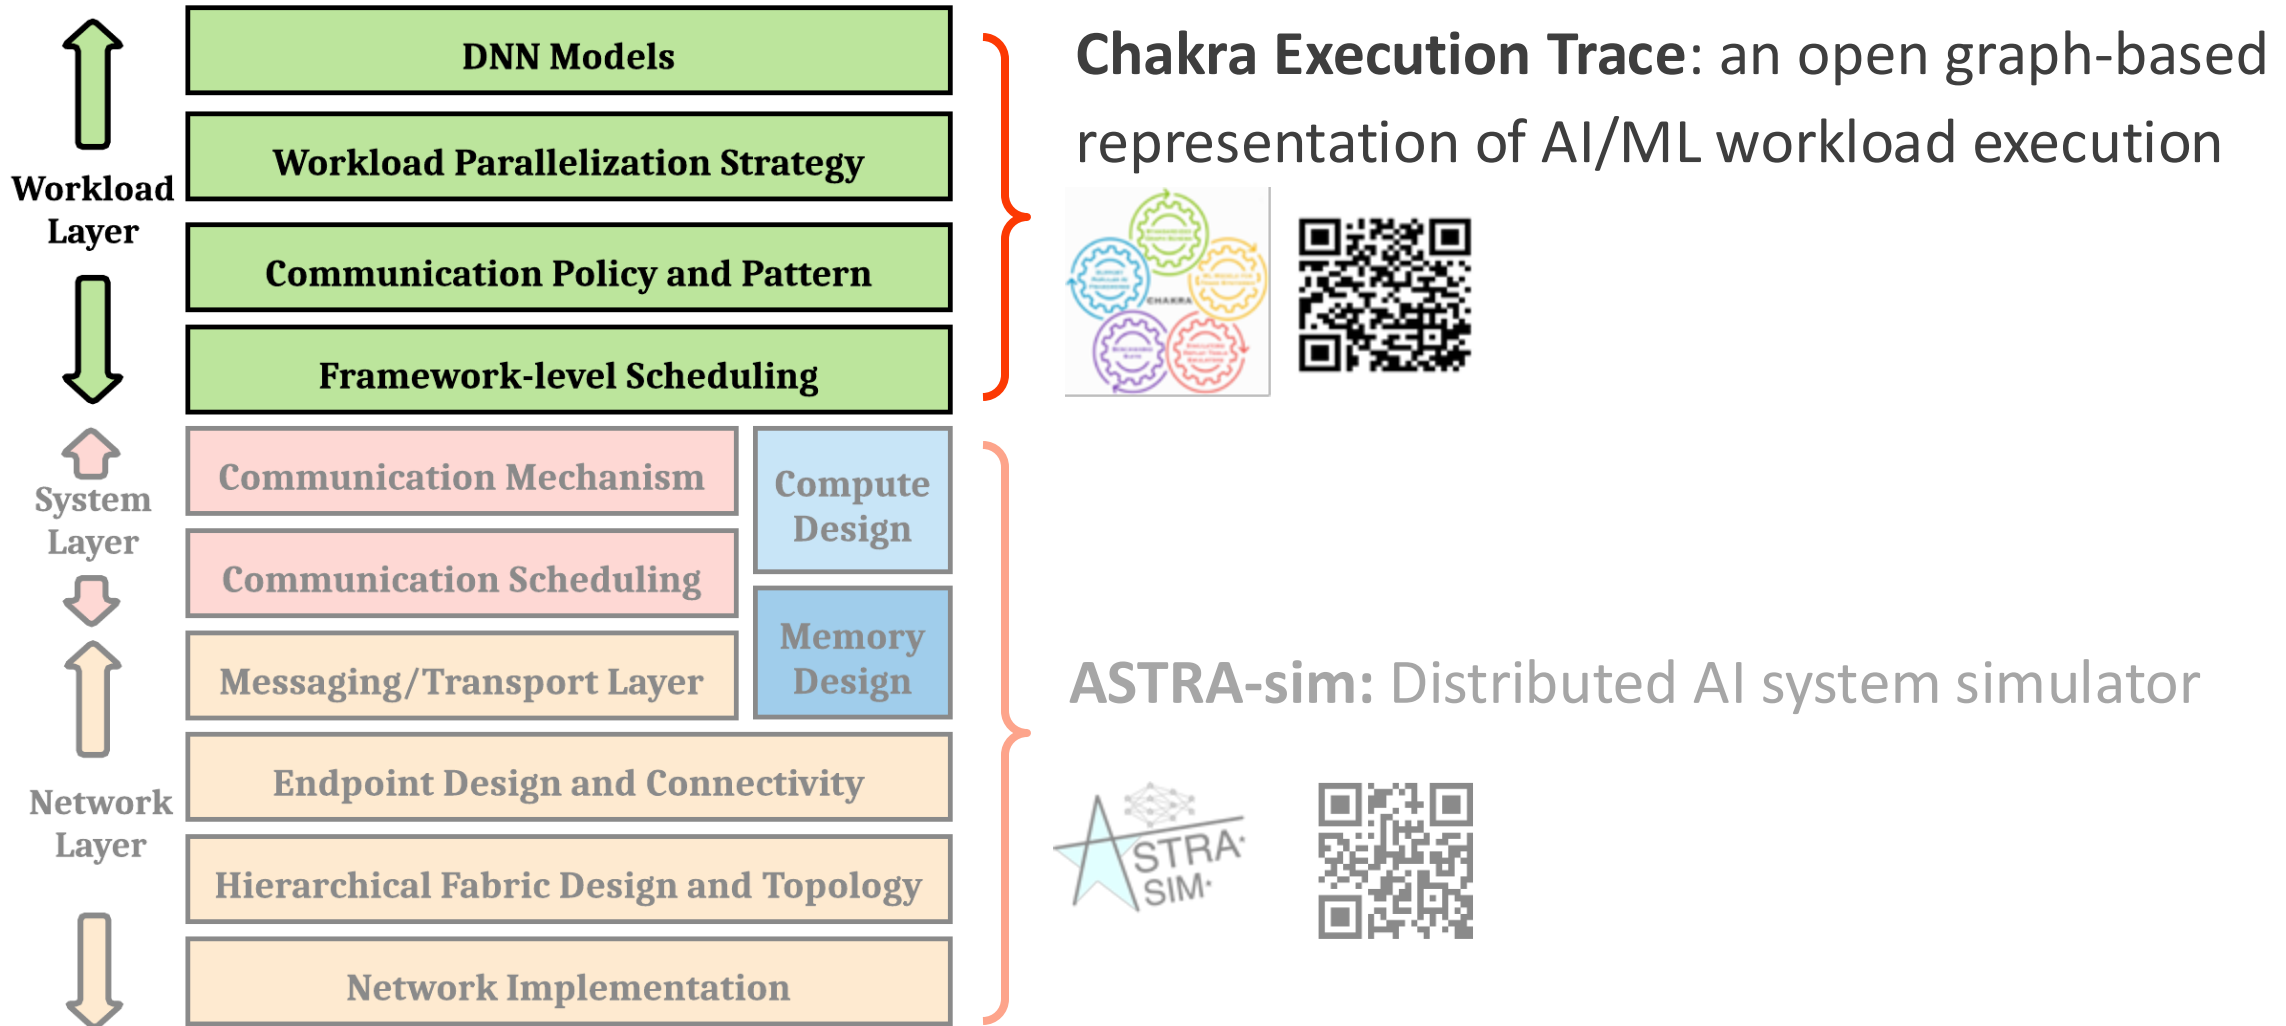 DNN Models
Workload Parallelization Strategy
Workload
Layer
Communication Policy and Pattern
Framework-level Scheduling
Chakra Execution Trace: an open graph-based
representation of AI/ML workload execution
CHAKRA
Communication Mechanism
Compute
Design
System
Layer
Communication Scheduling
Memory
Design
Messaging/Transport Layer
Endpoint Design and Connectivity
Network
Layer
Hierarchical Fabric Design and Topology
Network Implementation
ASTRA-sim: Distributed AI system simulator
ASTRA
SIM